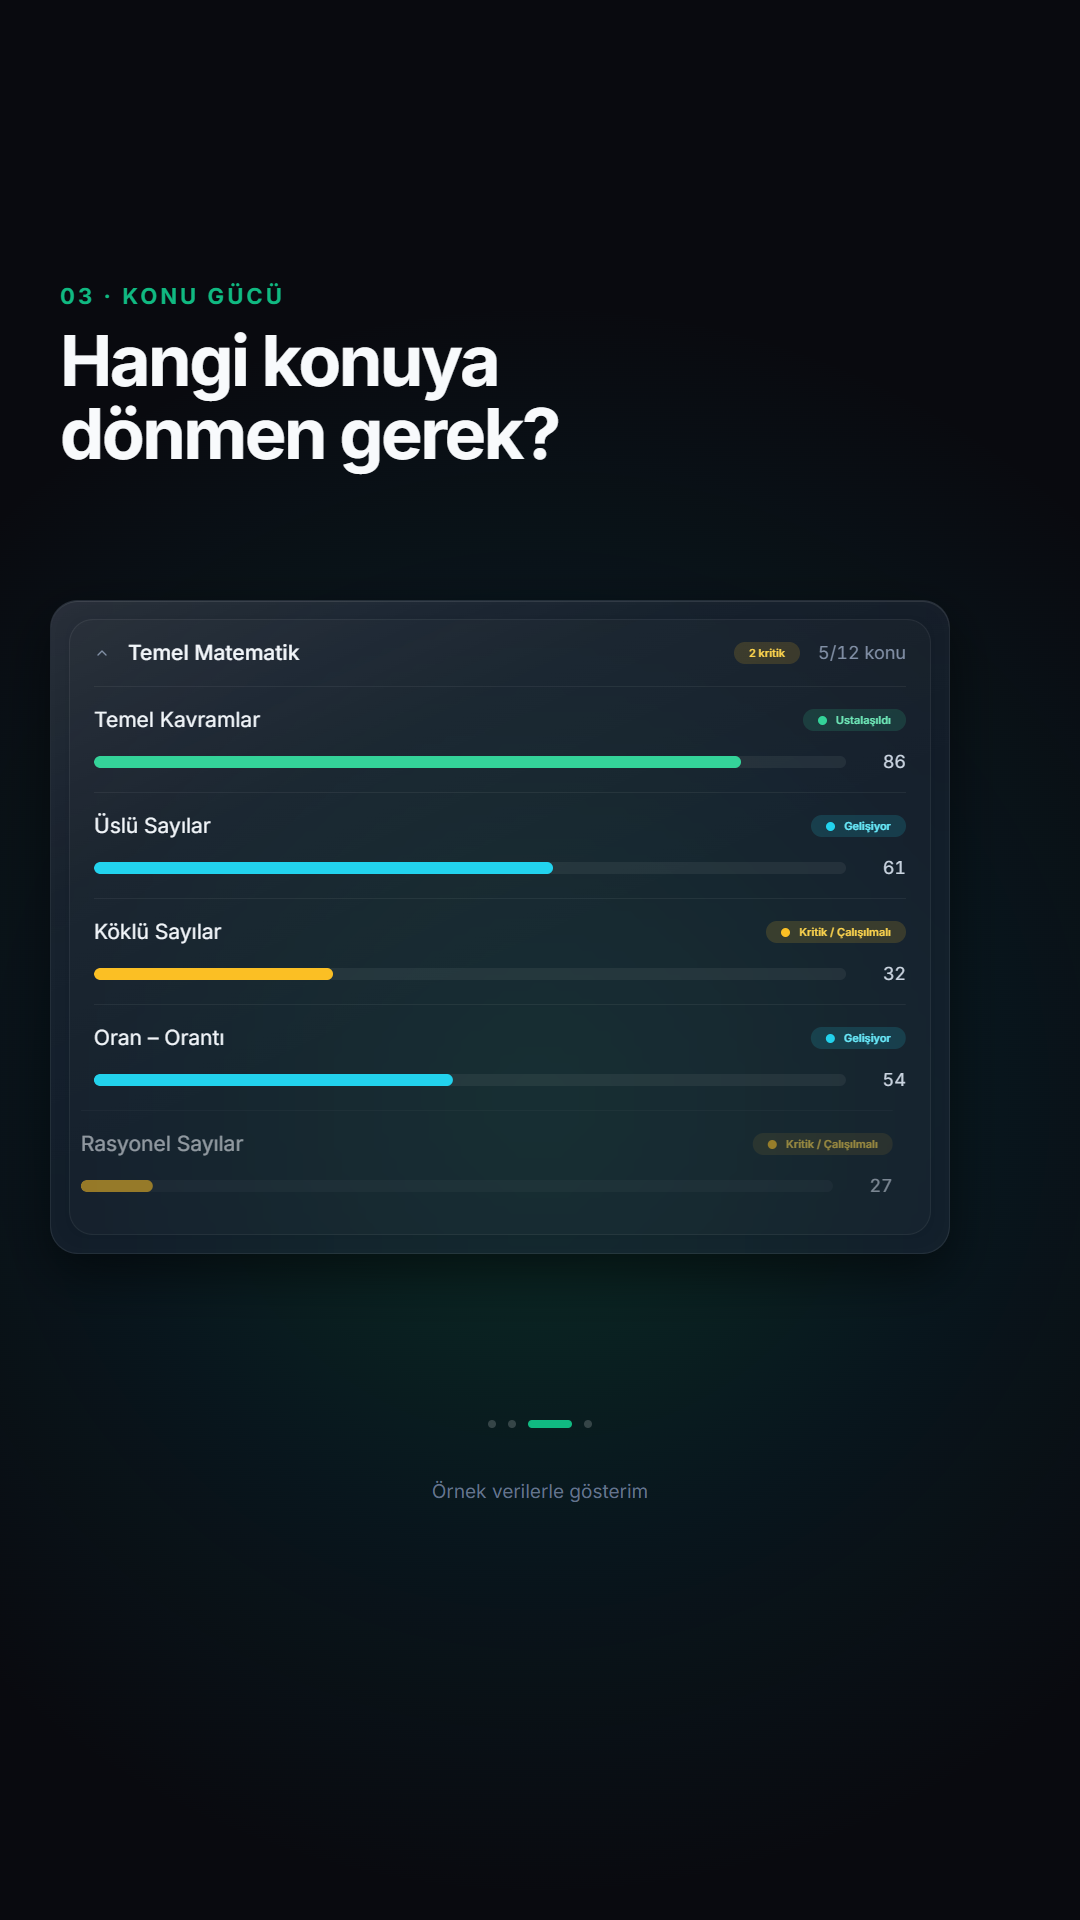 03 · KONU GÜCÜ
Hangi konuya
dönmen gerek?
Temel Matematik 2 kritik 5/12 konu
Temel Kavramlar Ustalaşıldı
86
Üslü Sayılar Gelişiyor
61
Köklü Sayılar Kritik / Çalışılmalı
32
Oran – Orantı Gelişiyor
54
Rasyonel Sayılar Kritik / Çalışılmalı
27
Örnek verilerle gösterim